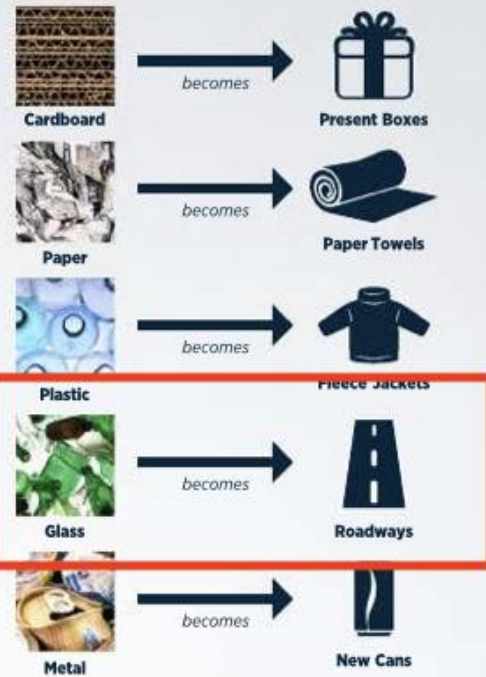 becomes
Cardboard
Present Boxes
becomes
Paper
Paper Towels
becomes
Plastic
Fleece Jackets
becomes
Glass
Roadways
becomes
Metal
New Cans